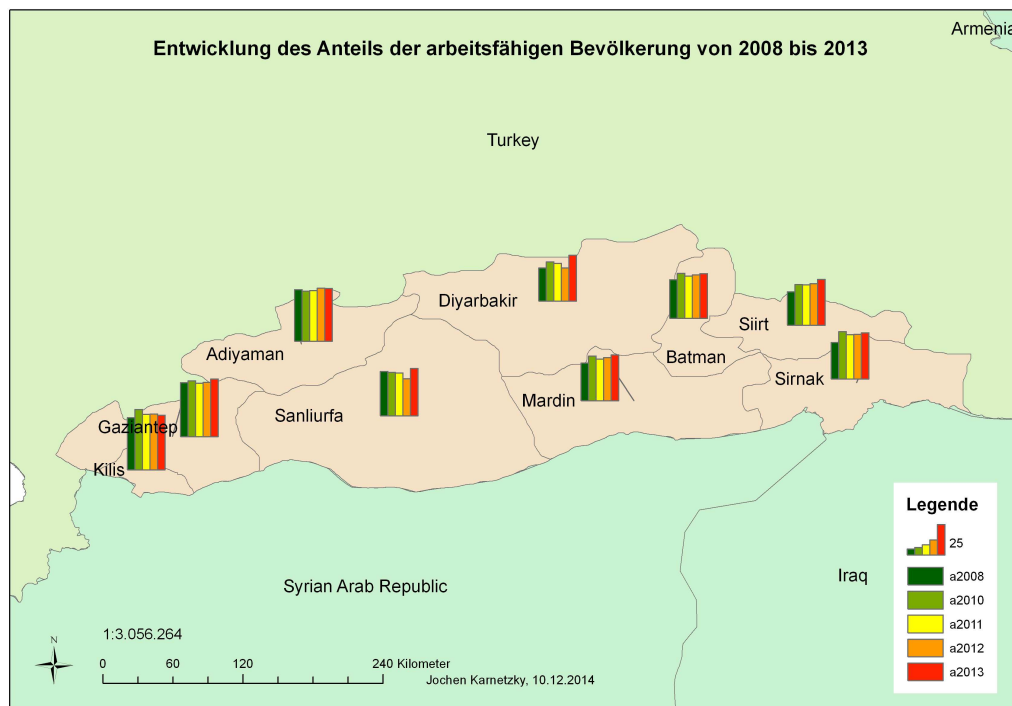 Armenia
Entwicklung des Anteils der arbeitsfähigen Bevölkerung von 2008 bis 2013
Turkey
Diyarbakir
Siirt
Adiyaman
Batman
Sirnak
Mardin
Sanliurfa
Gaziantep
Kilis
Legende
25
a2008
a2010
a2011
a2012
a2013
Iraq
Syrian Arab Republic
1:3.056.264
N
0 60 120 240 Kilometer
Jochen Karnetzky, 10.12.2014